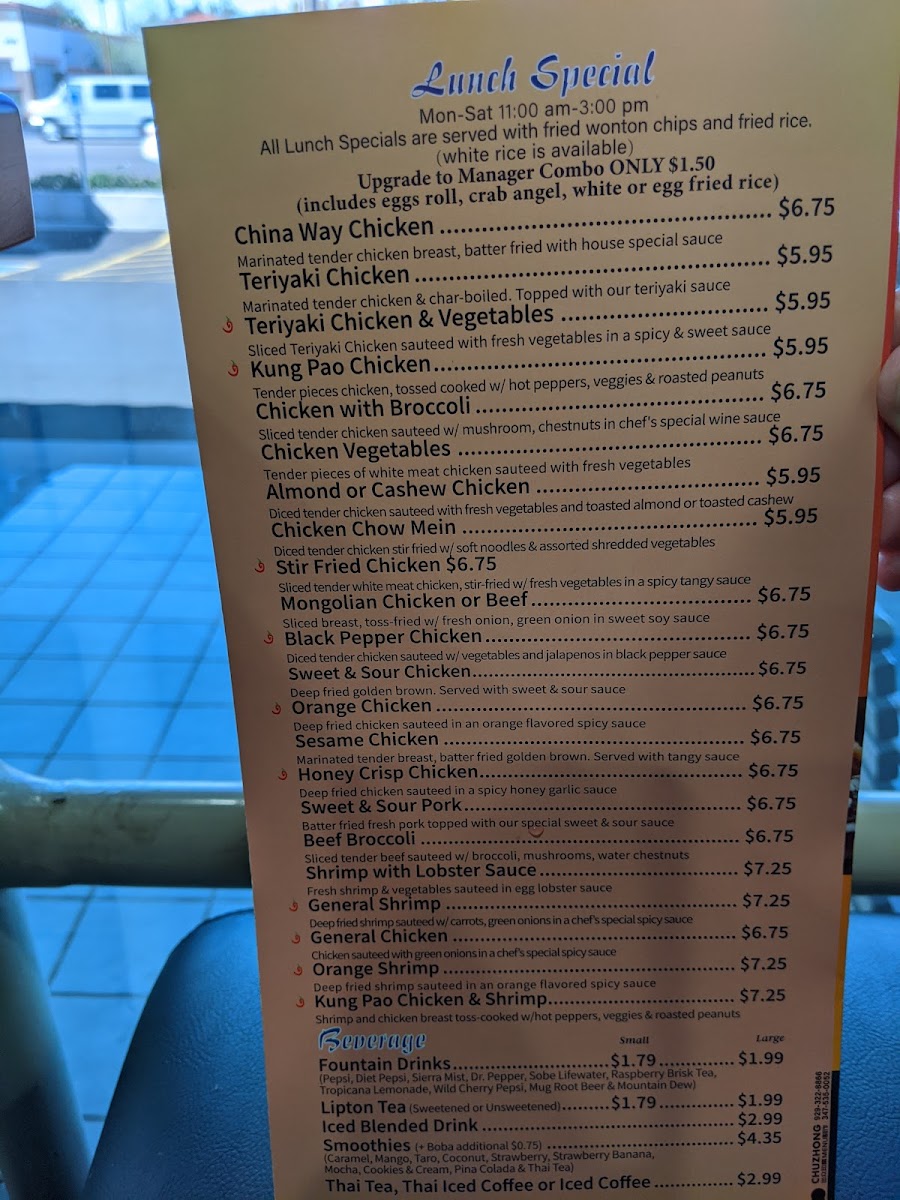 Lunch Special
Mon-Sat 11:00 am-3:00 pm
All Lunch Specials are served with fried wonton chips and fried rice.
(white rice is available)
Upgrade to Manager Combo ONLY $1.50
(includes eggs roll, crab angel, white or egg fried rice)
China Way Chicken ........ $6.75
Marinated tender chicken breast, batter fried with house special sauce
Teriyaki Chicken ........ $5.95
Marinated tender chicken & char-boiled. Topped with our teriyaki sauce
Teriyaki Chicken & Vegetables ........ $5.95
Sliced Teriyaki Chicken sauteed with fresh vegetables in a spicy & sweet sauce
Kung Pao Chicken ........ $5.95
Tender pieces chicken, tossed cooked w/ hot peppers, veggies & roasted peanuts
Chicken with Broccoli ........ $6.75
Sliced tender chicken sauteed w/ mushroom, chestnuts in chef's special wine sauce
Chicken Vegetables ........ $6.75
Tender pieces of white meat chicken sauteed with fresh vegetables
Almond or Cashew Chicken ........ $5.95
Diced tender chicken sauteed with fresh vegetables and toasted almond or toasted cashew
Chicken Chow Mein ........ $5.95
Diced tender chicken stir fried w/ soft noodles & assorted shredded vegetables
Stir Fried Chicken $6.75
Sliced tender white meat chicken, stir-fried w/ fresh vegetables in a spicy tangy sauce
Mongolian Chicken or Beef ........ $6.75
Sliced breast, toss-fried w/ fresh onion, green onion in sweet soy sauce
Black Pepper Chicken ........ $6.75
Diced tender chicken sauteed w/ vegetables and jalapenos in black pepper sauce
Sweet & Sour Chicken ........ $6.75
Deep fried golden brown. Served with sweet & sour sauce
Orange Chicken ........ $6.75
Deep fried chicken sauteed in an orange flavored spicy sauce
Sesame Chicken ........ $6.75
Marinated tender breast, batter fried golden brown. Served with tangy sauce
Honey Crisp Chicken ........ $6.75
Deep fried chicken sauteed in a spicy honey garlic sauce
Sweet & Sour Pork ........ $6.75
Batter fried fresh pork topped with our special sweet & sour sauce
Beef Broccoli ........ $6.75
Sliced tender beef sauteed w/ broccoli, mushrooms, water chestnuts
Shrimp with Lobster Sauce ........ $7.25
Fresh shrimp & vegetables sauteed in egg lobster sauce
General Shrimp ........ $7.25
Deep fried shrimp sauteed w/ carrots, green onions in a chef's special spicy sauce
General Chicken ........ $6.75
Chicken sauteed with green onions in a chef's special spicy sauce
Orange Shrimp ........ $7.25
Deep fried shrimp sauteed in an orange flavored spicy sauce
Kung Pao Chicken & Shrimp ........ $7.25
Shrimp and chicken breast toss-cooked w/hot peppers, veggies & roasted peanuts
Beverage Small Large
Fountain Drinks ........ $1.79 ........ $1.99
(Pepsi, Diet Pepsi, Sierra Mist, Dr. Pepper, Sobe Lifewater, Raspberry Brisk Tea,
Tropicana Lemonade, Wild Cherry Pepsi, Mug Root Beer & Mountain Dew)
Lipton Tea (Sweetened or Unsweetened) ........ $1.79 ........ $1.99
Iced Blended Drink ........ $2.99
Smoothies (+ Boba additional $0.75) ........ $4.35
(Caramel, Mango, Taro, Coconut, Strawberry, Strawberry Banana,
Mocha, Cookies & Cream, Pina Colada & Thai Tea)
Thai Tea, Thai Iced Coffee or Iced Coffee ........ $2.99
CHUZHONG